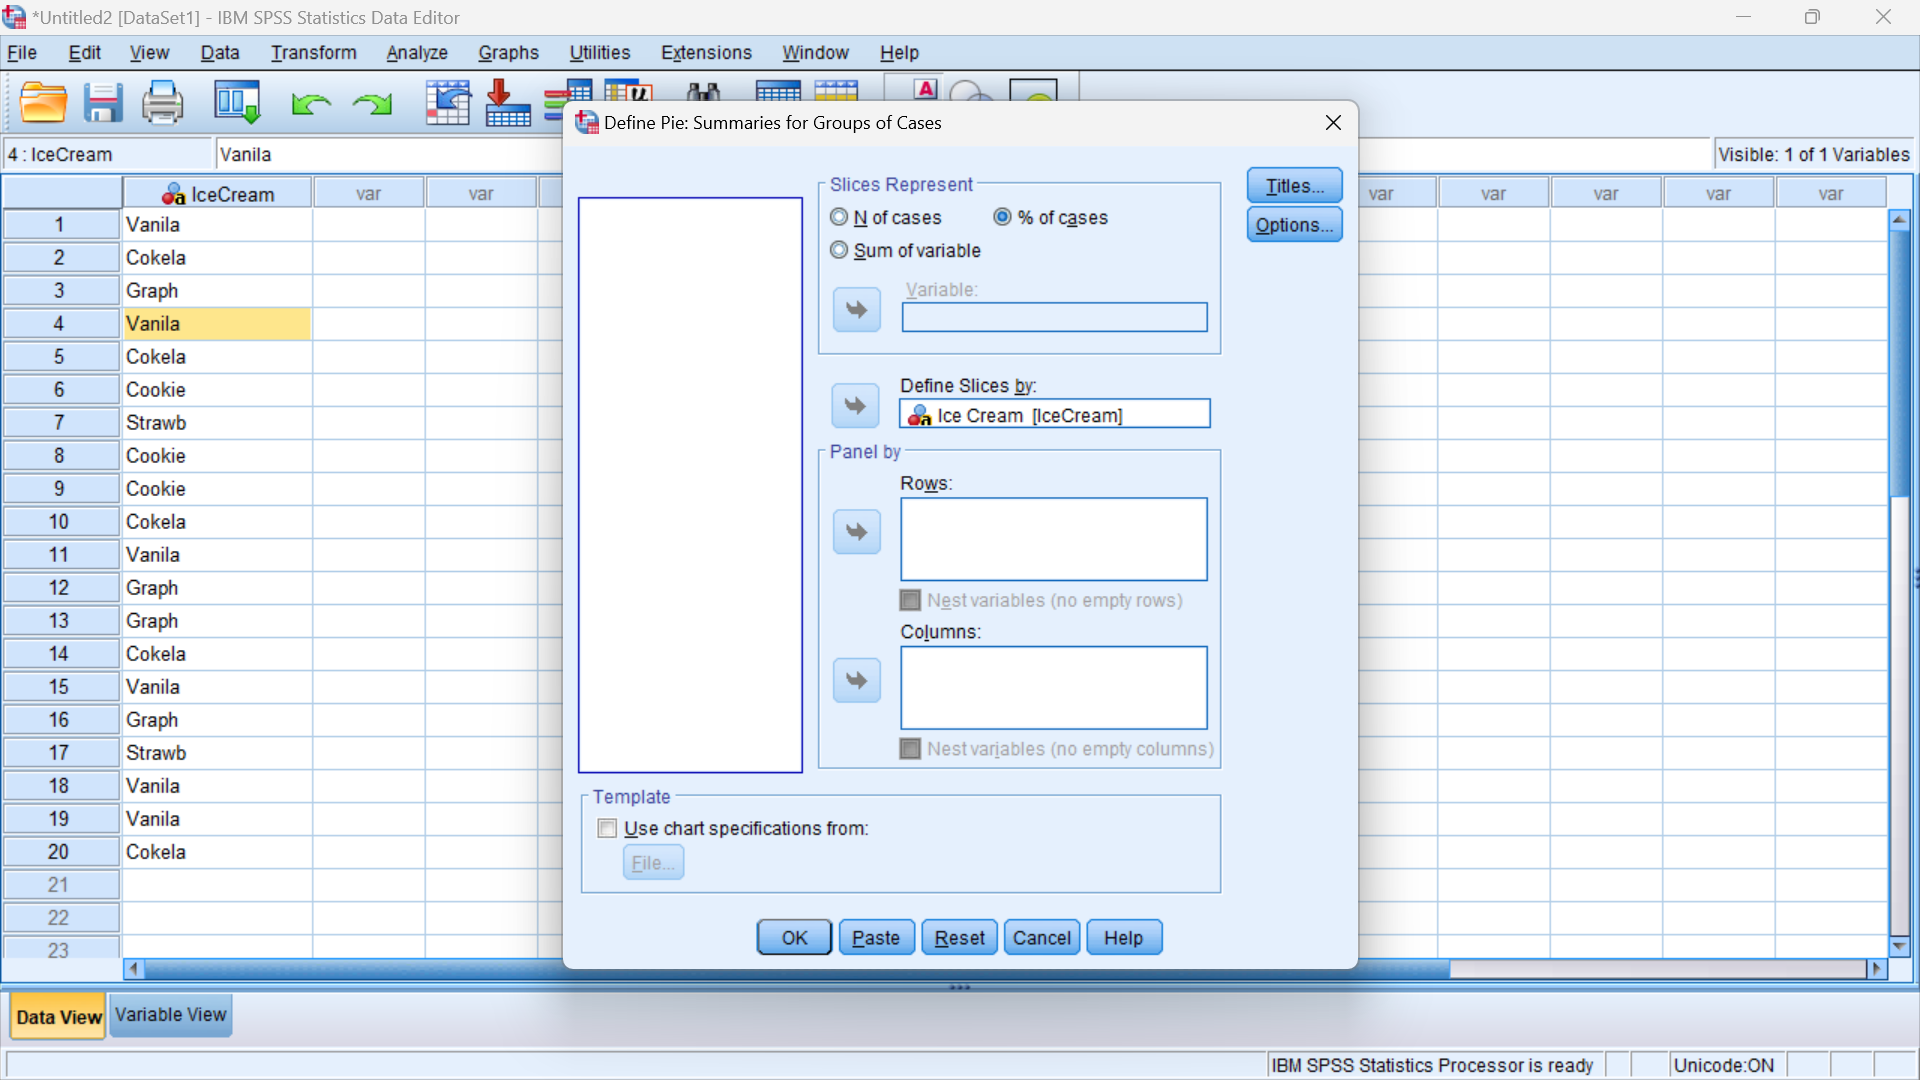 *Untitled2 [DataSet1] - IBM SPSS Statistics Data Editor
File Edit View Data Transform Analyze Graphs Utilities Extensions Window Help
4 : IceCream Vanila Visible: 1 of 1 Variables
IceCream var var var var var var var
1 Vanila
2 Cokela
3 Graph
4 Vanila
5 Cokela
6 Cookie
7 Strawb
8 Cookie
9 Cookie
10 Cokela
11 Vanila
12 Graph
13 Graph
14 Cokela
15 Vanila
16 Graph
17 Strawb
18 Vanila
19 Vanila
20 Cokela
21
22
23
Define Pie: Summaries for Groups of Cases
Slices Represent
N of cases % of cases
Sum of variable
Variable:
Titles...
Options...
Define Slices by:
Ice Cream [IceCream]
Panel by
Rows:
Nest variables (no empty rows)
Columns:
Nest variables (no empty columns)
Template
Use chart specifications from:
File...
OK Paste Reset Cancel Help
Data View Variable View
IBM SPSS Statistics Processor is ready Unicode:ON